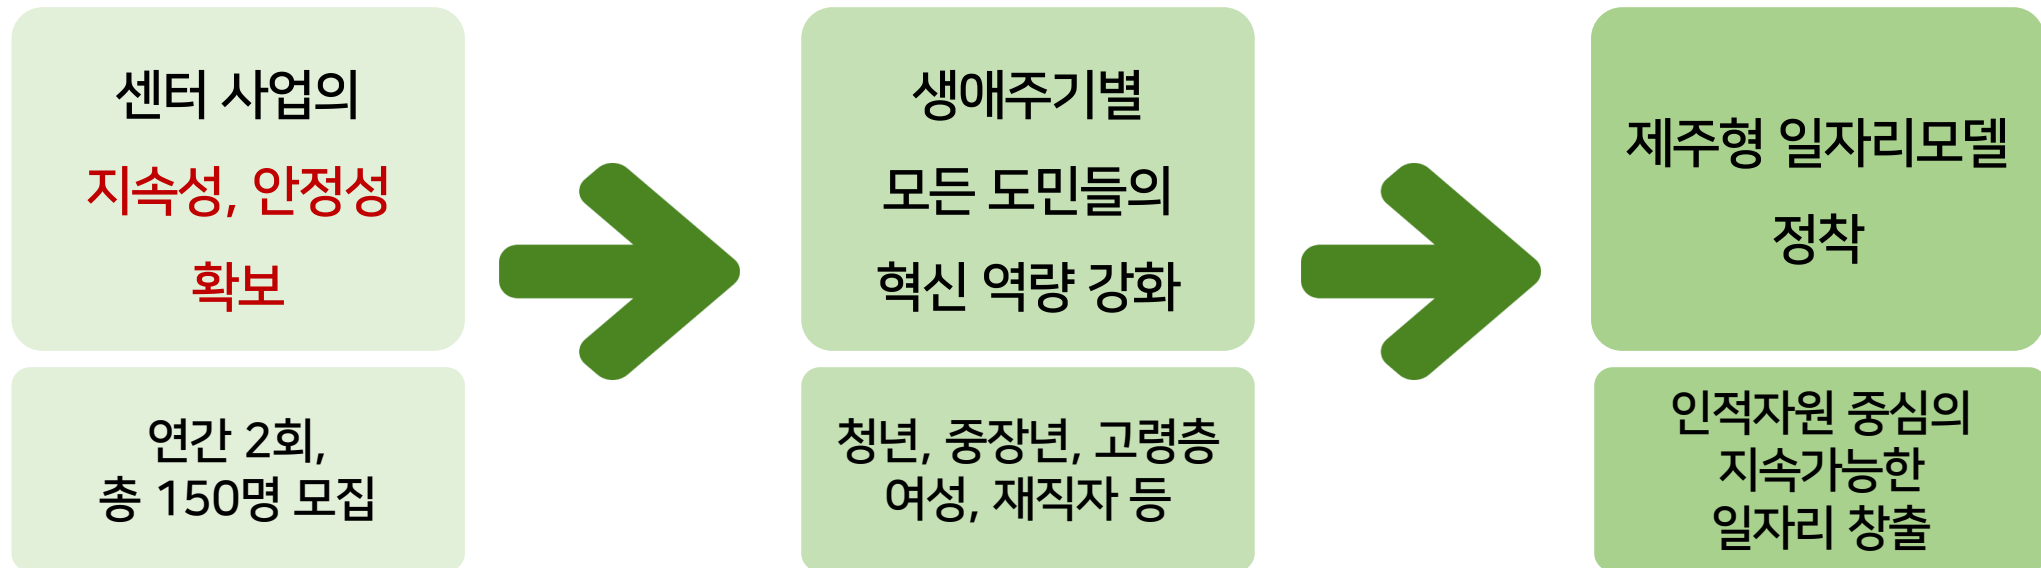 센터 사업의
지속성, 안정성
확보
연간 2회,
총 150명 모집
생애주기별
모든 도민들의
혁신 역량 강화
청년, 중장년, 고령층
여성, 재직자 등
제주형 일자리모델
정착
인적자원 중심의
지속가능한
일자리 창출